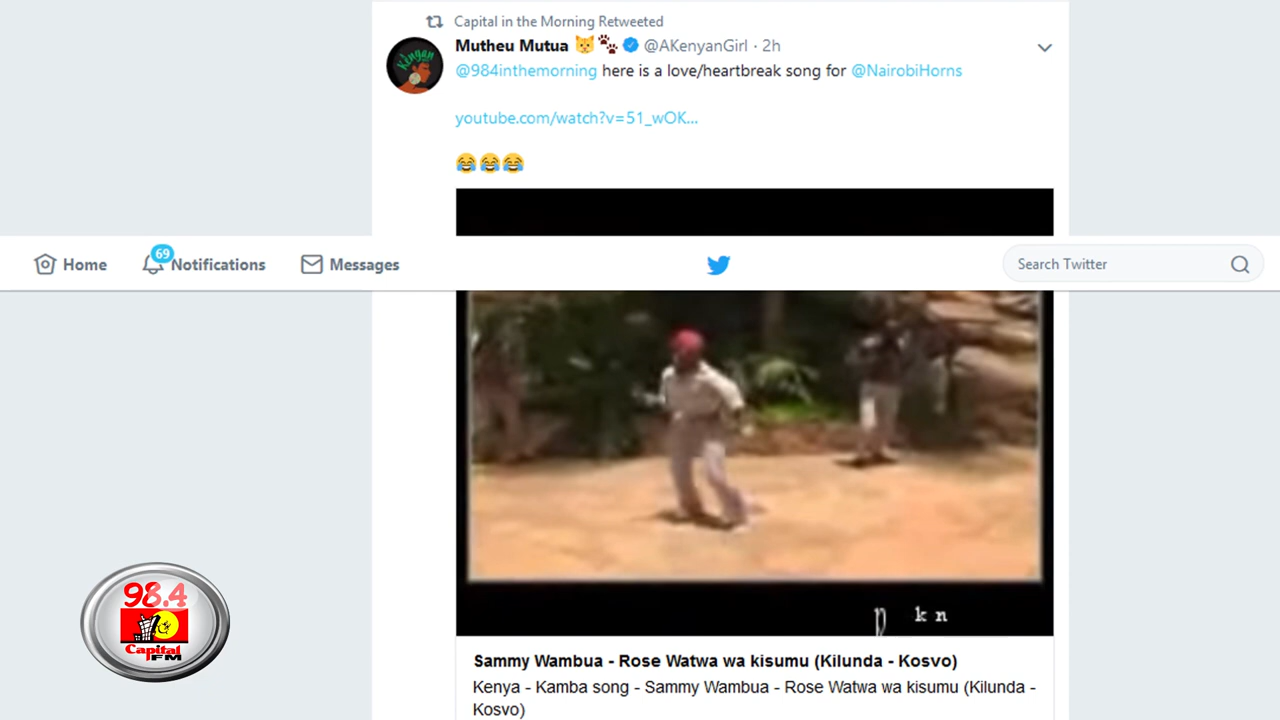 Capital in the Morning Retweeted
Mutheu Mutua 😼🐾 @AKenyanGirl · 2h
@984inthemorning here is a love/heartbreak song for @NairobiHorns
youtube.com/watch?v=51_wOK...
😂😂😂
Home
69
Notifications
Messages
Search Twitter
98.4
Capital
FM
p k n
Sammy Wambua - Rose Watwa wa kisumu (Kilunda - Kosvo)
Kenya - Kamba song - Sammy Wambua - Rose Watwa wa kisumu (Kilunda -
Kosvo)